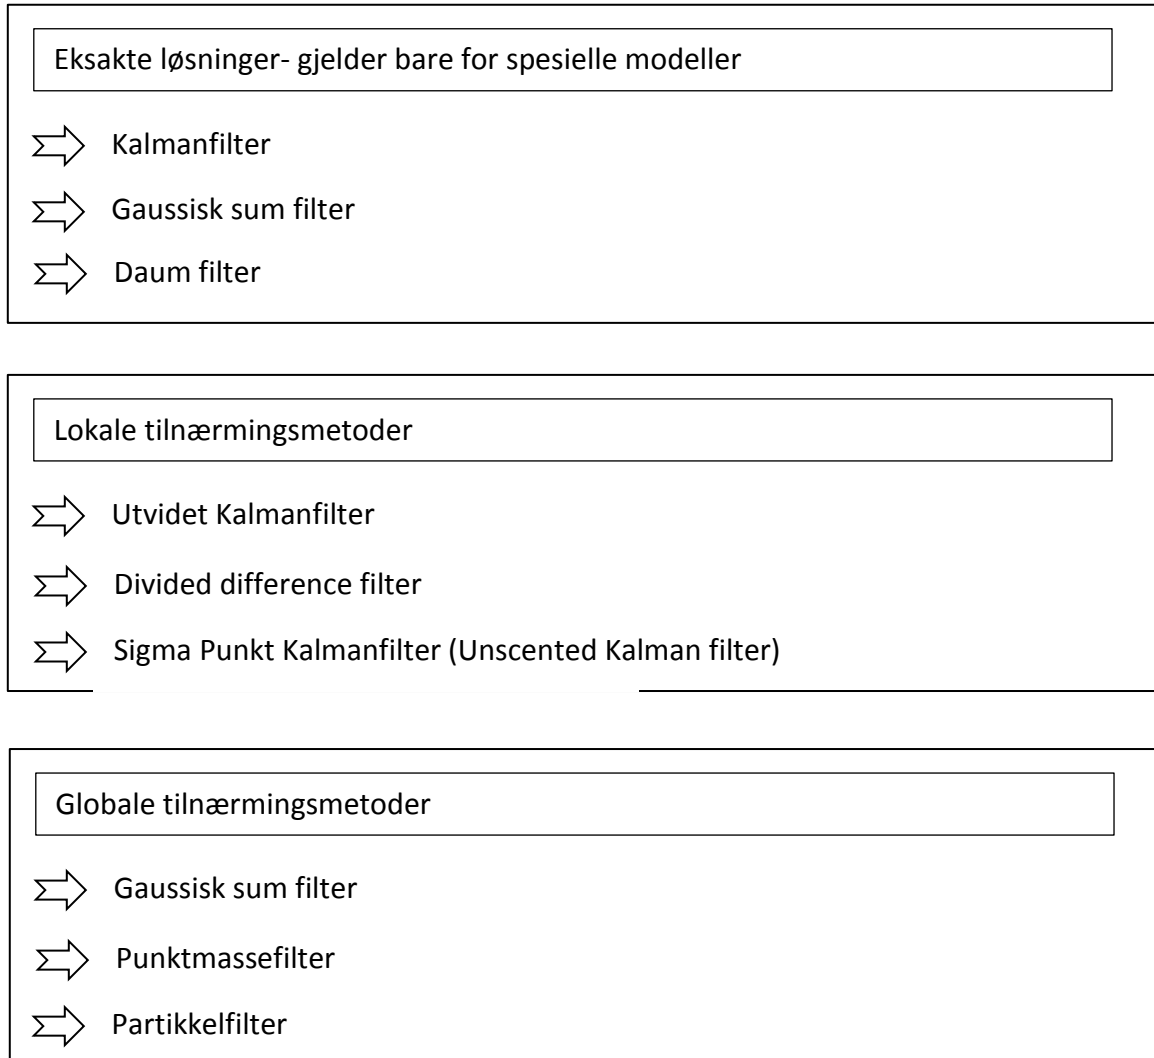 Eksakte løsninger- gjelder bare for spesielle modeller
Kalmanfilter
Gaussisk sum filter
Daum filter
Lokale tilnærmingsmetoder
Utvidet Kalmanfilter
Divided difference filter
Sigma Punkt Kalmanfilter (Unscented Kalman filter)
Globale tilnærmingsmetoder
Gaussisk sum filter
Punktmassefilter
Partikkelfilter